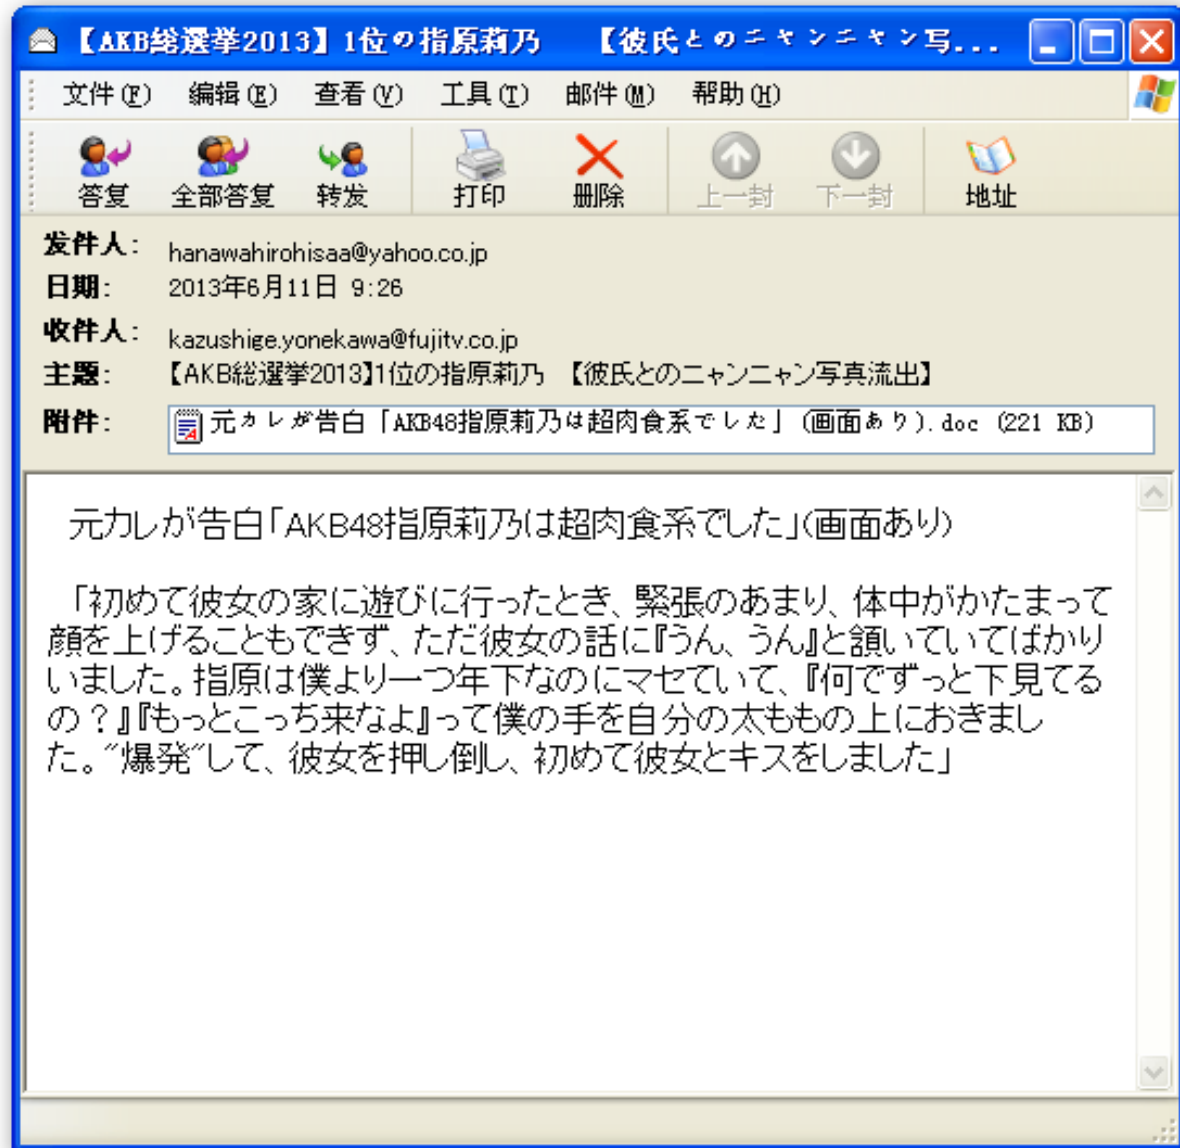 【AKB総選挙2013】1位の指原莉乃　【彼氏とのニャンニャン写...
文件(F)　编辑(E)　查看(V)　工具(T)　邮件(M)　帮助(H)
答复　全部答复　转发　打印　删除　上一封　下一封　地址
发件人:　hanawahirohisaa@yahoo.co.jp
日期:　2013年6月11日 9:26
收件人:　kazushige.yonekawa@fujitv.co.jp
主题:　【AKB総選挙2013】1位の指原莉乃　【彼氏とのニャンニャン写真流出】
附件:　元カレが告白「AKB48指原莉乃は超肉食系でした」(画面あり).doc (221 KB)
元カレが告白「AKB48指原莉乃は超肉食系でした」(画面あり)
「初めて彼女の家に遊びに行ったとき、緊張のあまり、体中がかたまって
顔を上げることもできず、ただ彼女の話に『うん、うん』と頷いていてばかり
いました。指原は僕より一つ年下なのにマセていて、『何でずっと下見てる
の？』『もっとこっち来なよ』って僕の手を自分の太ももの上におきまし
た。〝爆発〟して、彼女を押し倒し、初めて彼女とキスをしました」